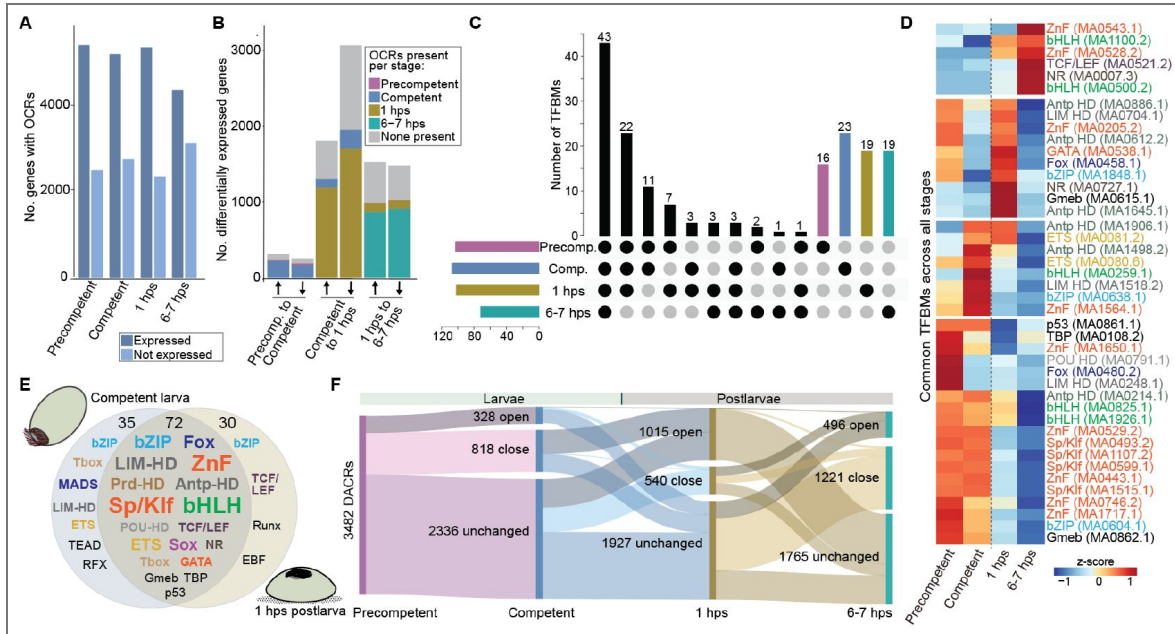 A
No. genes with OCRs
4000
2000
0
Precompetent
Competent
1 hps
6-7 hps
Expressed
Not expressed
B
No. differentially expressed genes
3000
2000
1000
0
OCRs present
per stage:
Precompetent
Competent
1 hps
6−7 hps
None present
Precomp. to
Competent
Competent
to 1 hps
1 hps to
6-7 hps
C
Number of TFBMs
40
30
20
10
0
43
22
11
7
3
3
3
2
1
1
16
23
19
19
Precomp.
Comp.
1 hps
6-7 hps
120
80
40
0
D
Common TFBMs across all stages
ZnF (MA0543.1)
bHLH (MA1100.2)
ZnF (MA0528.2)
TCF/LEF (MA0521.2)
NR (MA0007.3)
bHLH (MA0500.2)
Antp HD (MA0886.1)
LIM HD (MA0704.1)
ZnF (MA0205.2)
Antp HD (MA0612.2)
GATA (MA0538.1)
Fox (MA0458.1)
bZIP (MA1848.1)
NR (MA0727.1)
Gmeb (MA0615.1)
Antp HD (MA1645.1)
Antp HD (MA1906.1)
ETS (MA0081.2)
Antp HD (MA1498.2)
ETS (MA0080.6)
bHLH (MA0259.1)
LIM HD (MA1518.2)
bZIP (MA0638.1)
ZnF (MA1564.1)
p53 (MA0861.1)
TBP (MA0108.2)
ZnF (MA1650.1)
POU HD (MA0791.1)
Fox (MA0480.2)
LIM HD (MA0248.1)
Antp HD (MA0214.1)
bHLH (MA0825.1)
bHLH (MA1926.1)
ZnF (MA0529.2)
Sp/Klf (MA0493.2)
Sp/Klf (MA1107.2)
Sp/Klf (MA0599.1)
ZnF (MA0443.1)
Sp/Klf (MA1515.1)
ZnF (MA0746.2)
ZnF (MA1717.1)
bZIP (MA0604.1)
Gmeb (MA0862.1)
Precompetent
Competent
1 hps
6-7 hps
z-score
−1 0 1
E
Competent larva
35 72 30
bZIP bZIP Fox bZIP
Tbox LIM-HD ZnF TCF/
LEF
MADS Prd-HD Antp-HD
LIM-HD Sp/Klf bHLH
ETS POU-HD TCF/LEF Runx
TEAD ETS Sox NR
RFX Tbox GATA EBF
Gmeb TBP
p53
1 hps postlarva
F
Larvae
Postlarvae
3482 DACRs
328 open
818 close
2336 unchanged
1015 open
540 close
1927 unchanged
496 open
1221 close
1765 unchanged
Precompetent
Competent
1 hps
6-7 hps